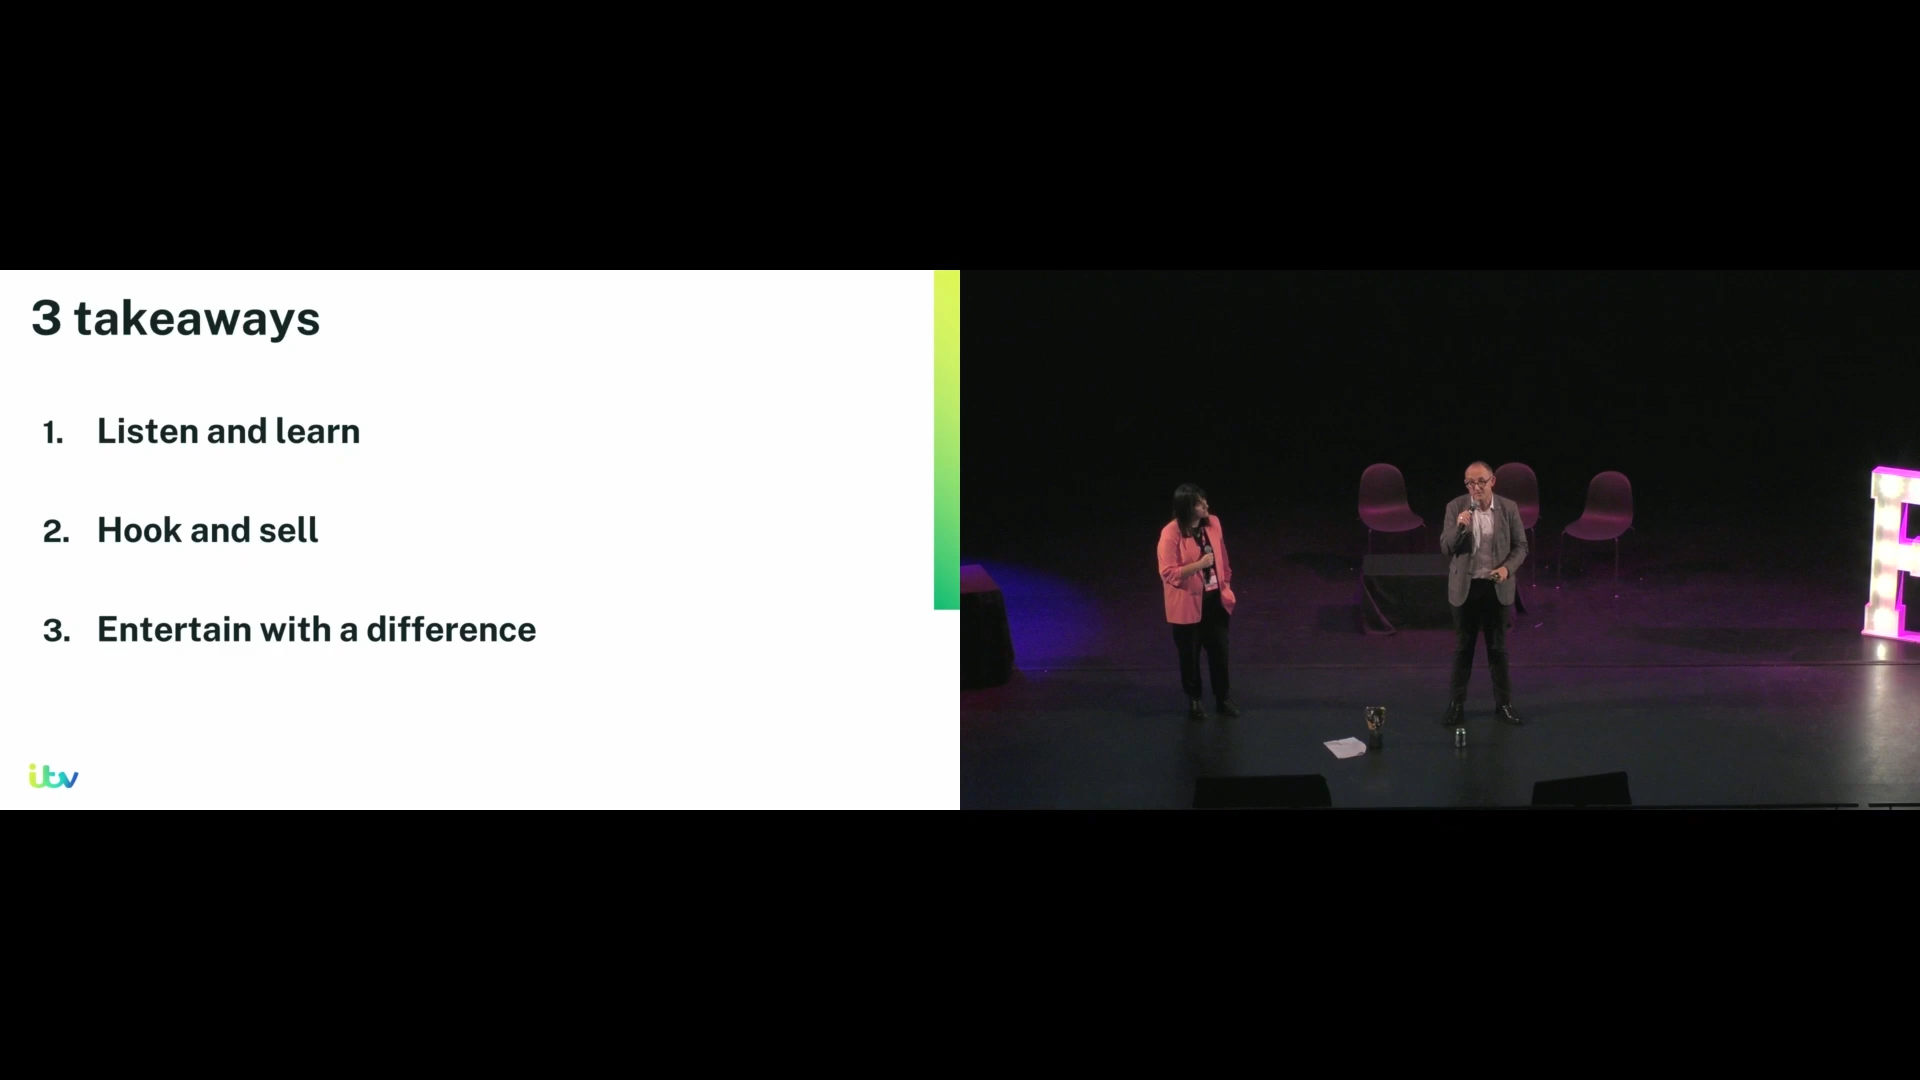 3 takeaways
1. Listen and learn
2. Hook and sell
3. Entertain with a difference
itv